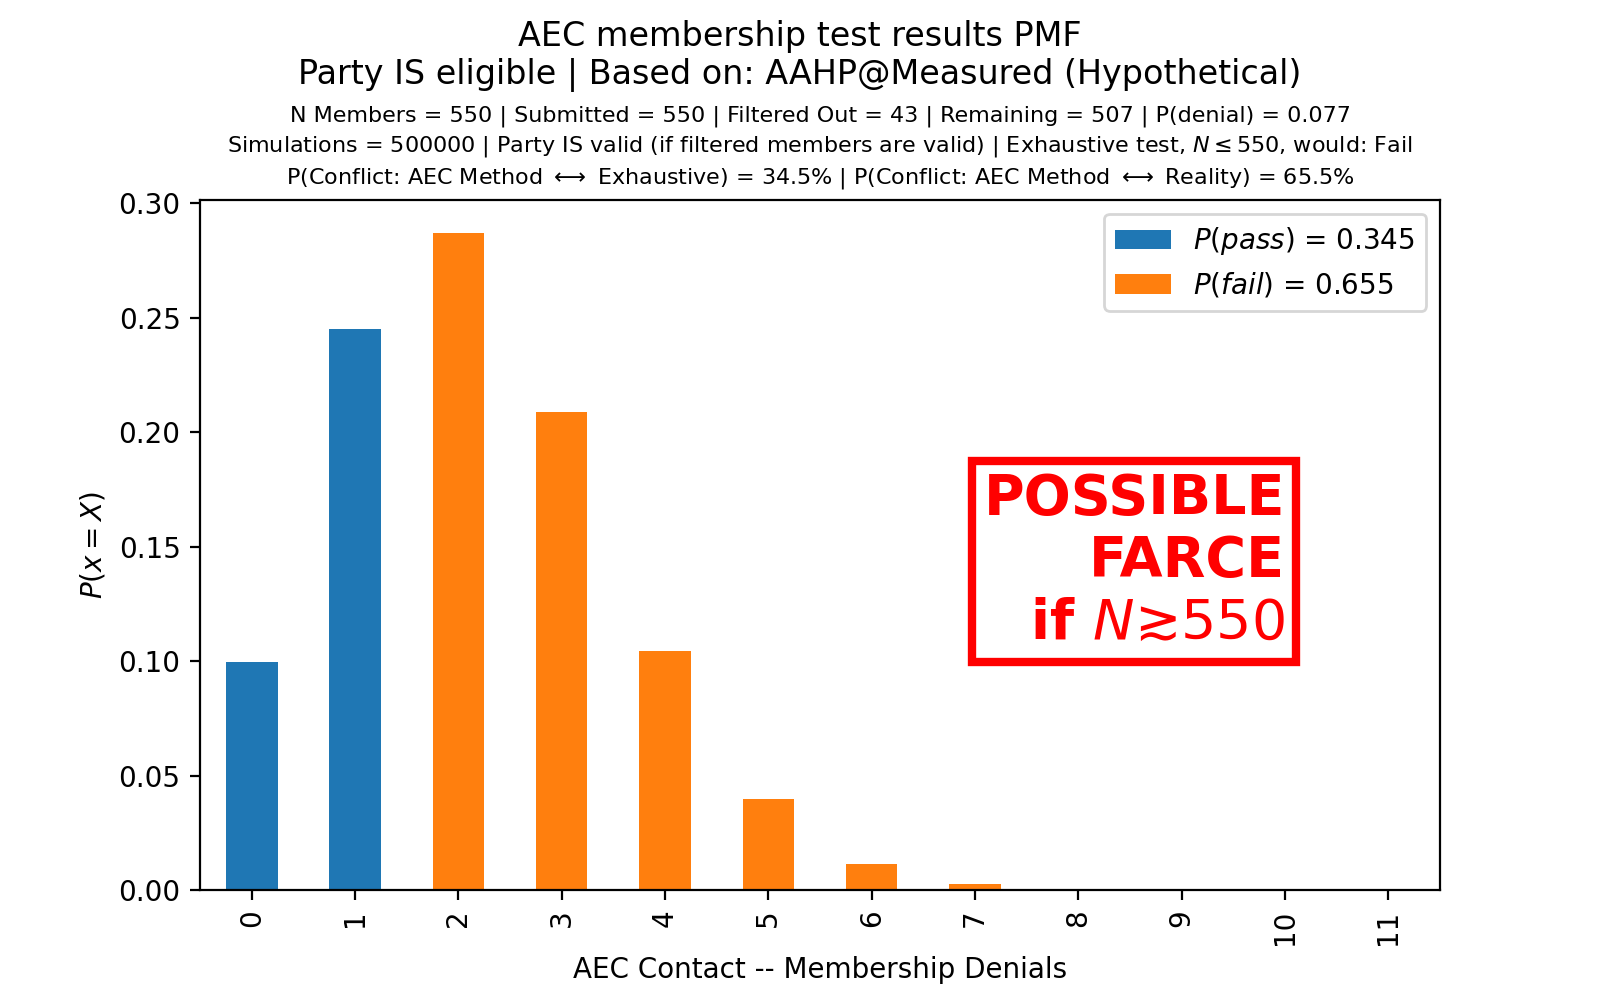 AEC membership test results PMF
Party IS eligible | Based on: AAHP@Measured (Hypothetical)
N Members = 550 | Submitted = 550 | Filtered Out = 43 | Remaining = 507 | P(denial) = 0.077
Simulations = 500000 | Party IS valid (if filtered members are valid) | Exhaustive test, N ≤ 550, would: Fail
P(Conflict: AEC Method ⟷ Exhaustive) = 34.5% | P(Conflict: AEC Method ⟷ Reality) = 65.5%
P(pass) = 0.345
P(fail) = 0.655
0.30
0.25
0.20
0.15
0.10
0.05
0.00
P(x = X)
POSSIBLE
FARCE
if N≳550
0 1 2 3 4 5 6 7 8 9 10 11
AEC Contact -- Membership Denials